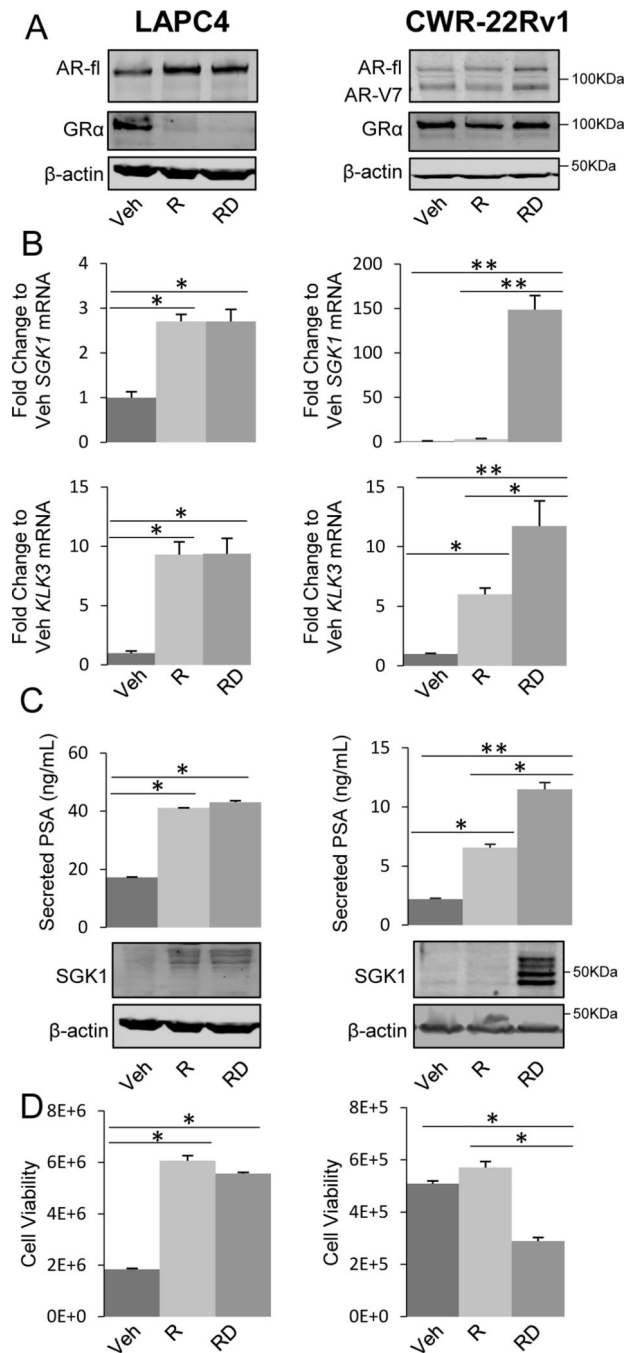 A
LAPC4
CWR-22Rv1
AR-fl
GRα
β-actin
Veh R RD
AR-fl
AR-V7
GRα
β-actin
100KDa
100KDa
50KDa
Veh R RD
B
Fold Change to
Veh SGK1 mRNA
4
3
2
1
0
*
*
Fold Change to
Veh SGK1 mRNA
200
150
100
50
0
**
**
Fold Change to
Veh KLK3 mRNA
15
10
5
0
*
*
Veh R RD
Fold Change to
Veh KLK3 mRNA
15
10
5
0
**
*
*
Veh R RD
C
Secreted PSA (ng/mL)
60
40
20
0
*
*
Secreted PSA (ng/mL)
15
10
5
0
**
*
*
SGK1
β-actin
Veh R RD
SGK1
β-actin
50KDa
50KDa
Veh R RD
D
Cell Viability
8E+6
6E+6
4E+6
2E+6
0E+0
*
*
Veh R RD
Cell Viability
8E+5
6E+5
4E+5
2E+5
0E+0
*
*
Veh R RD